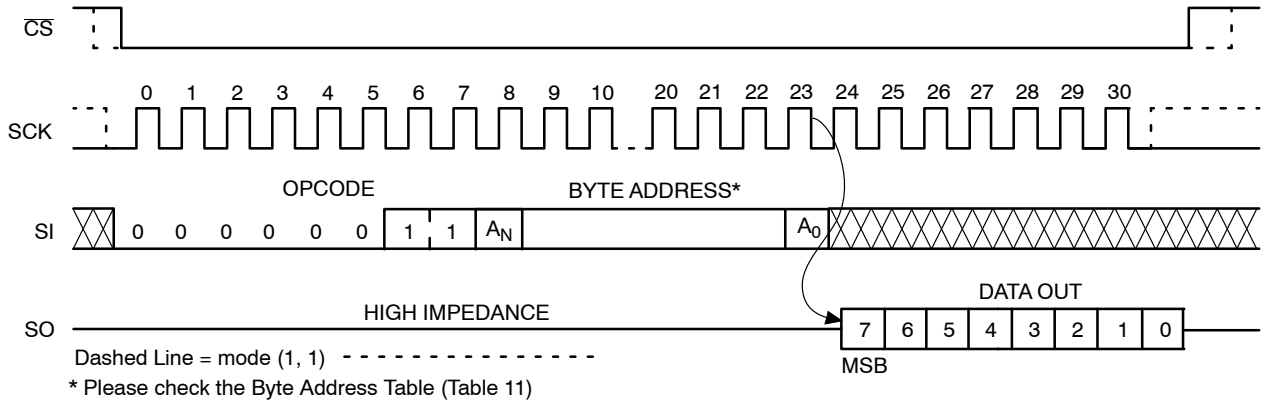 CS
0 1 2 3 4 5 6 7 8 9 10 20 21 22 23 24 25 26 27 28 29 30
SCK
OPCODE BYTE ADDRESS*
SI 0 0 0 0 0 0 1 1 AN A0
DATA OUT
HIGH IMPEDANCE
SO 7 6 5 4 3 2 1 0
Dashed Line = mode (1, 1)
MSB
* Please check the Byte Address Table (Table 11)